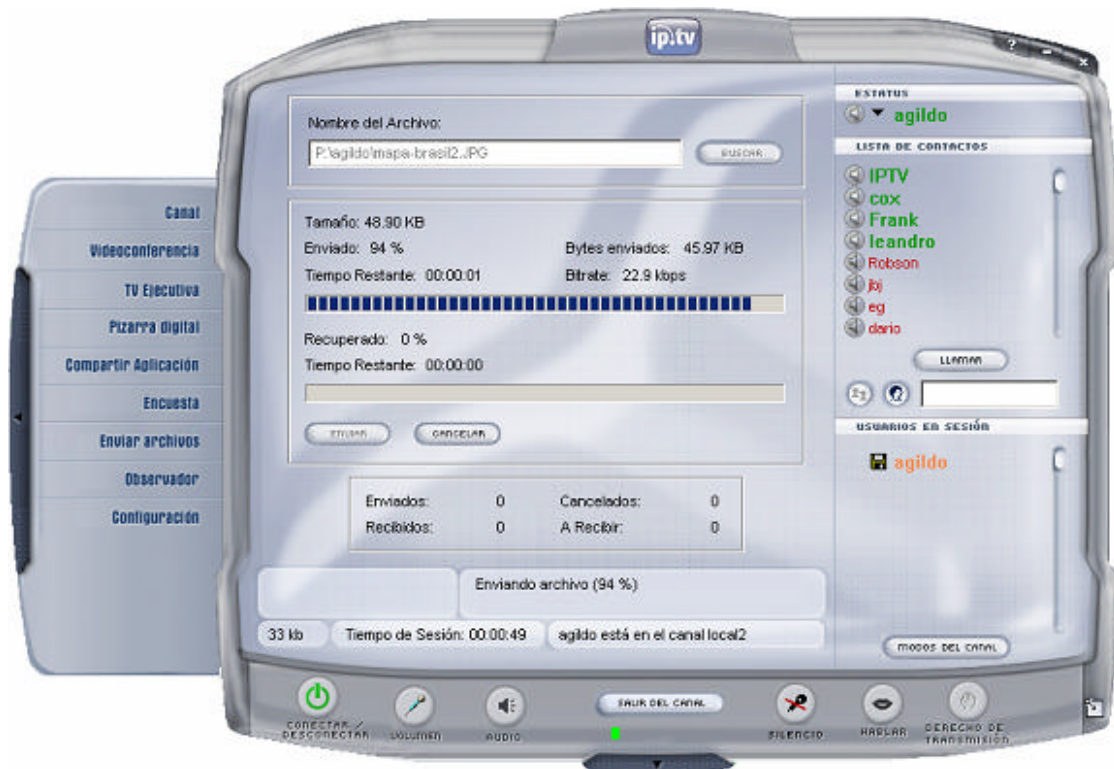 ip.tv
? - x
ESTATUS
agildo
LISTA DE CONTACTOS
IPTV
cox
Frank
leandro
Robson
jbj
eg
dario
LLAMAR
USUARIOS EN SESIÓN
agildo
MODOS DEL CANAL
Canal
Videoconferencia
TV Ejecutiva
Pizarra digital
Compartir Aplicación
Encuesta
Enviar archivos
Observador
Configuración
Nombre del Archivo:
P:\agildo\mapa-brasil2.JPG BUSCAR
Tamaño: 48.90 KB
Enviado: 94 % Bytes enviados: 45.97 KB
Tiempo Restante: 00:00:01 Bitrate: 22.9 kbps
Recuperado: 0 %
Tiempo Restante: 00:00:00
ENVIAR CANCELAR
Enviados: 0 Cancelados: 0
Recibidos: 0 A Recibir: 0
Enviando archivo (94 %)
33 kb Tiempo de Sesión: 00:00:49 agildo está en el canal local2
CONECTAR / DESCONECTAR
VOLUMEN
AUDIO
SALIR DEL CANAL
SILENCIO
HABLAR
DERECHO DE TRANSMISIÓN